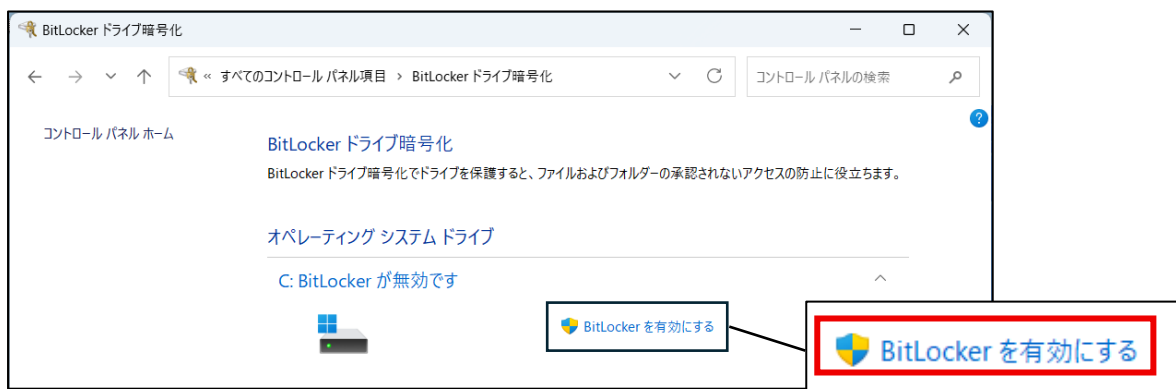 BitLocker ドライブ暗号化
« すべてのコントロール パネル項目 › BitLocker ドライブ暗号化
コントロール パネルの検索
コントロール パネル ホーム
?
BitLocker ドライブ暗号化
BitLocker ドライブ暗号化でドライブを保護すると、ファイルおよびフォルダーの承認されないアクセスの防止に役立ちます。
オペレーティング システム ドライブ
C: BitLocker が無効です
BitLocker を有効にする
BitLocker を有効にする